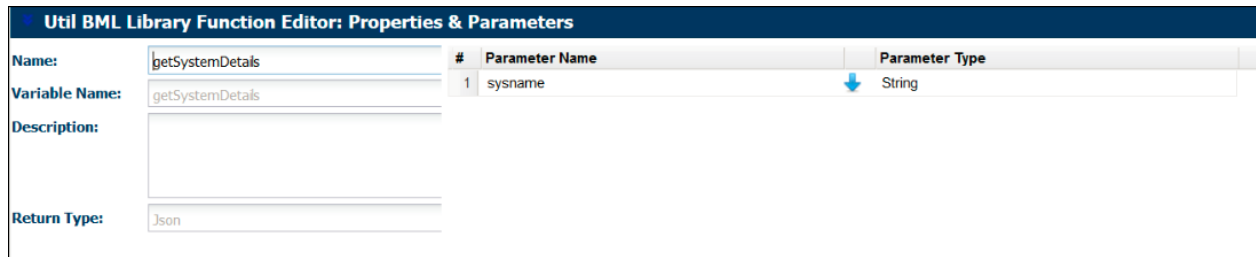 Util BML Library Function Editor: Properties & Parameters
Name: getSystemDetails
Variable Name: getSystemDetails
Description:
Return Type: Json
# Parameter Name Parameter Type
1 sysname String